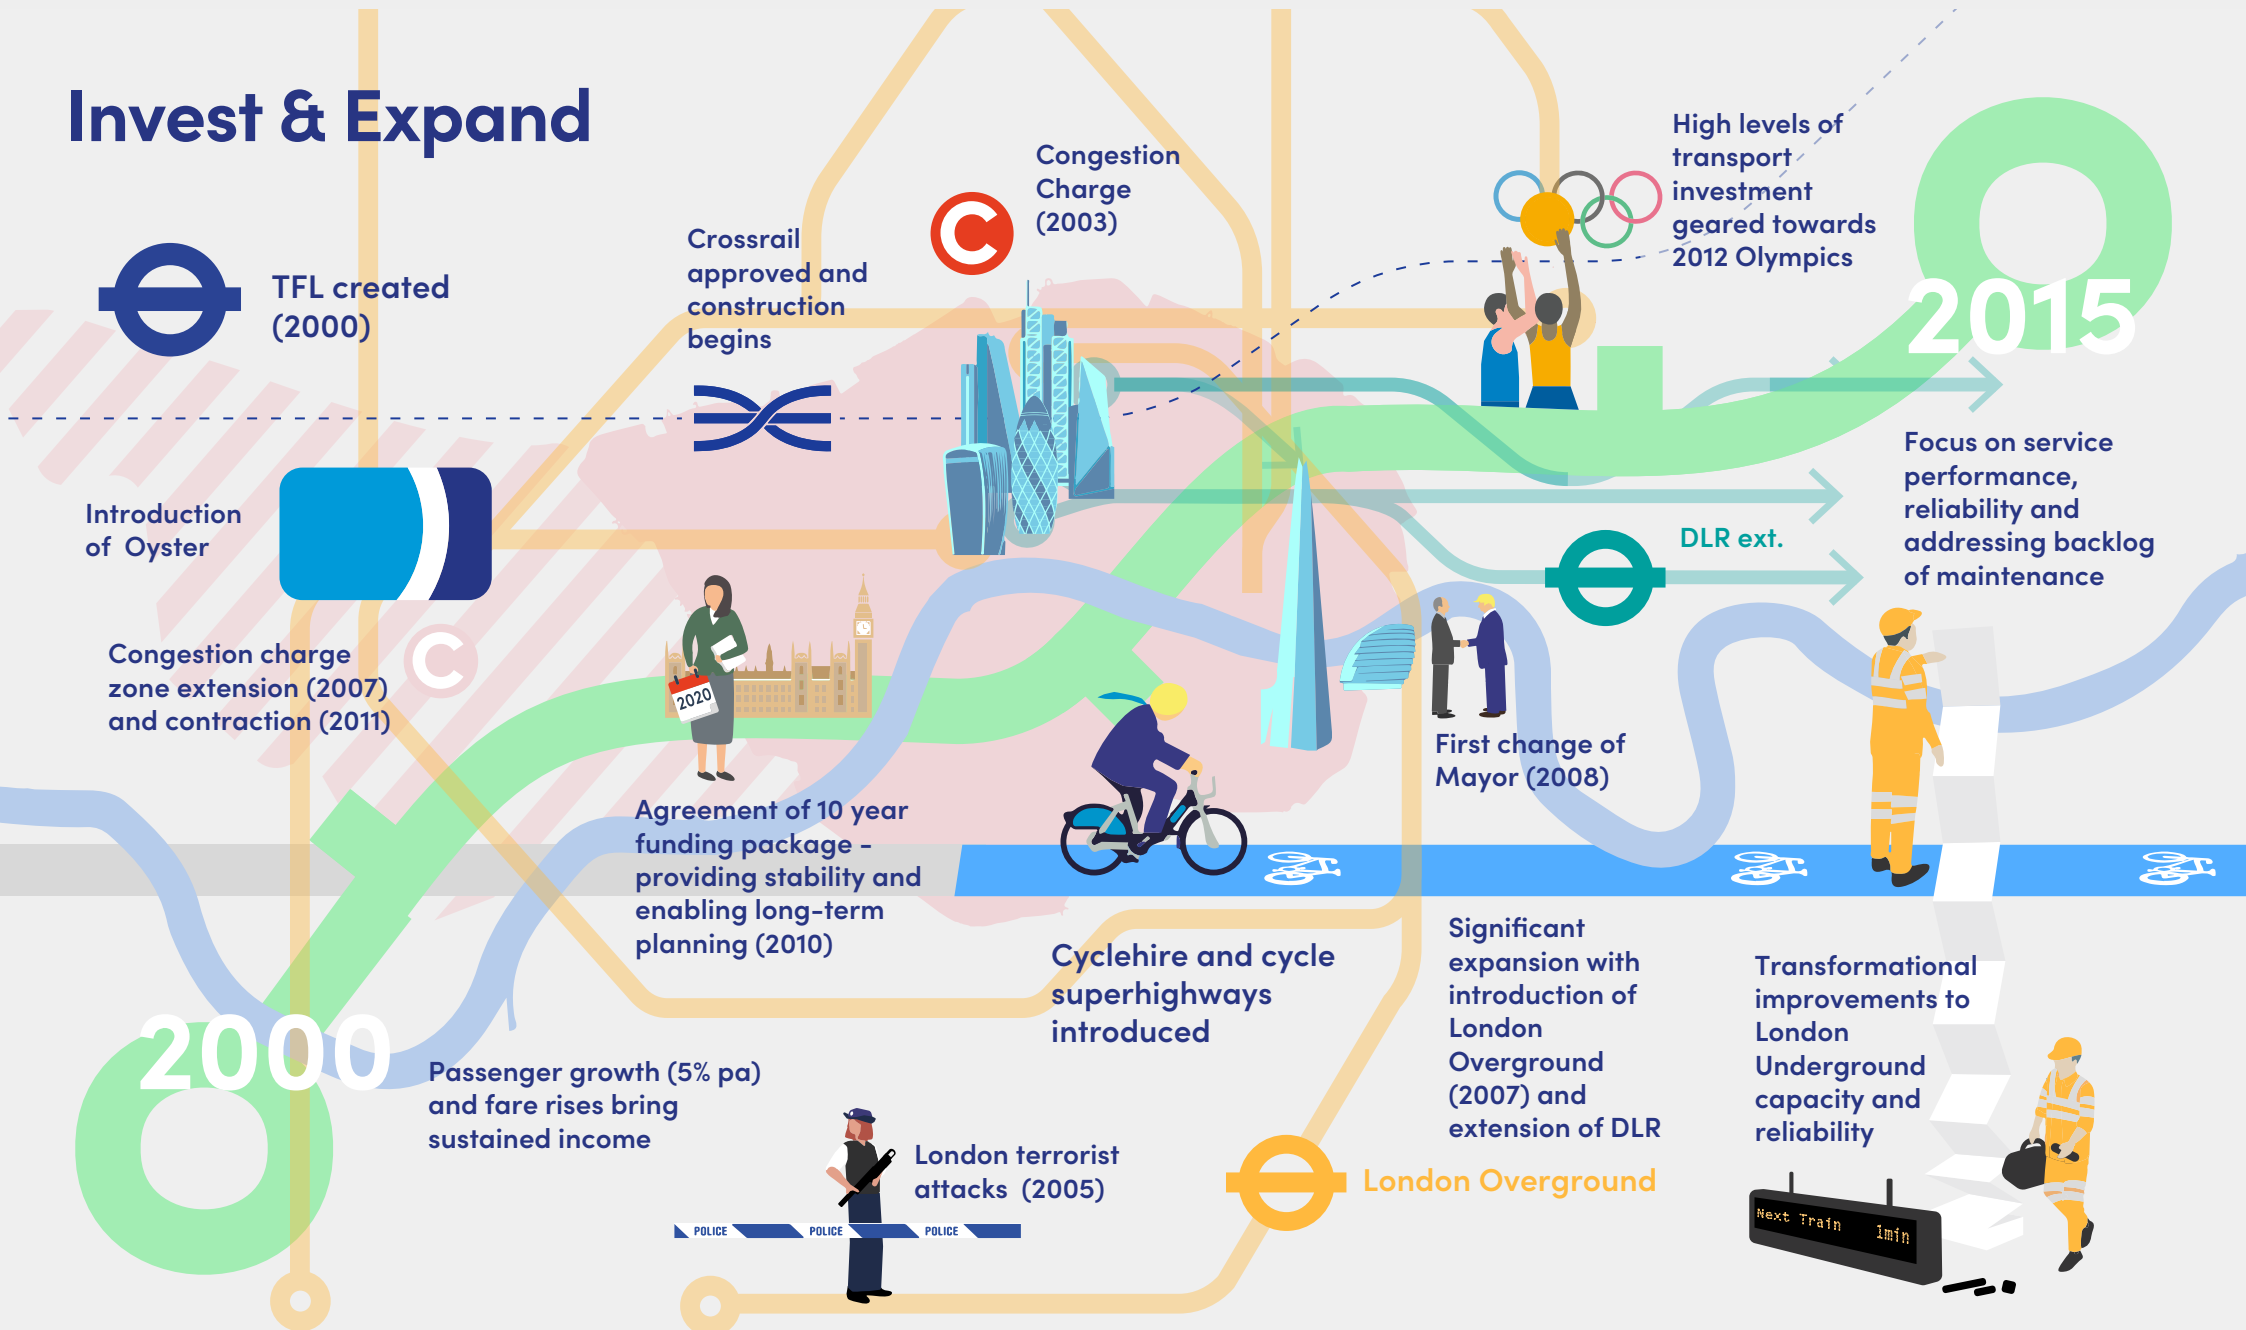 Invest & Expand
TFL created
(2000)
Crossrail
approved and
construction
begins
C
Congestion
Charge
(2003)
High levels of
transport
investment
geared towards
2012 Olympics
2015
Introduction
of Oyster
Focus on service
performance,
reliability and
addressing backlog
of maintenance
DLR ext.
Congestion charge
zone extension (2007)
and contraction (2011)
C
2020
First change of
Mayor (2008)
Agreement of 10 year
funding package -
providing stability and
enabling long-term
planning (2010)
Cyclehire and cycle
superhighways
introduced
Significant
expansion with
introduction of
London
Overground
(2007) and
extension of DLR
Transformational
improvements to
London
Underground
capacity and
reliability
2000
Passenger growth (5% pa)
and fare rises bring
sustained income
London terrorist
attacks (2005)
POLICE POLICE POLICE
London Overground
Next Train 1min